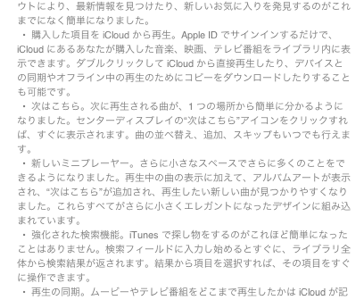 ウトにより、最新情報を見つけたり、新しいお気に入りを発見するのがこれ
までになく簡単になりました。
・ 購入した項目を iCloud から再生。Apple ID でサインインするだけで、
iCloud にあるあなたが購入した音楽、映画、テレビ番組をライブラリ内に表
示できます。ダブルクリックして iCloud から直接再生したり、デバイスと
の同期やオフライン中の再生のためにコピーをダウンロードしたりすること
も可能です。
・ 次はこちら。次に再生される曲が、1 つの場所から簡単に分かるように
なりました。センターディスプレイの“次はこちら”アイコンをクリックすれ
ば、すぐに表示されます。曲の並べ替え、追加、スキップもいつでも行えま
す。
・ 新しいミニプレーヤー。さらに小さなスペースでさらに多くのことをで
きるようになりました。再生中の曲の表示に加えて、アルバムアートが表示
され、“次はこちら”が追加され、再生したい新しい曲が見つかりやすくなり
ました。これらすべてがさらに小さくエレガントになったデザインに組み込
まれています。
・ 強化された検索機能。iTunes で探し物をするのがこれほど簡単になった
ことはありません。検索フィールドに入力し始めるとすぐに、ライブラリ全
体から検索結果が返されます。結果から項目を選択すれば、その項目をすぐ
に操作できます。
・ 再生の同期。ムービーやテレビ番組をどこまで再生したかは iCloud が記